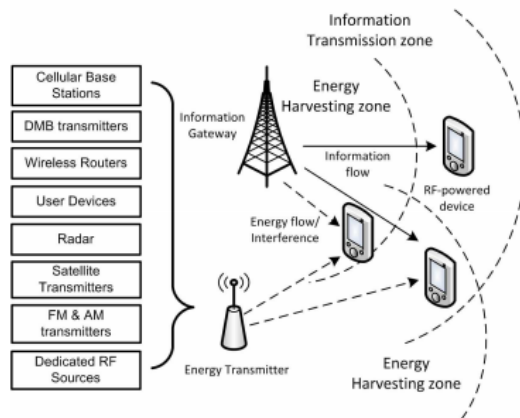 Cellular Base
Stations
DMB transmitters
Wireless Routers
User Devices
Radar
Satellite
Transmitters
FM & AM
transmitters
Dedicated RF
Sources
Information
Gateway
Information
Transmission zone
Energy
Harvesting zone
Information
flow
RF-powered
device
Energy flow/
Interference
Energy Transmitter
Energy
Harvesting zone